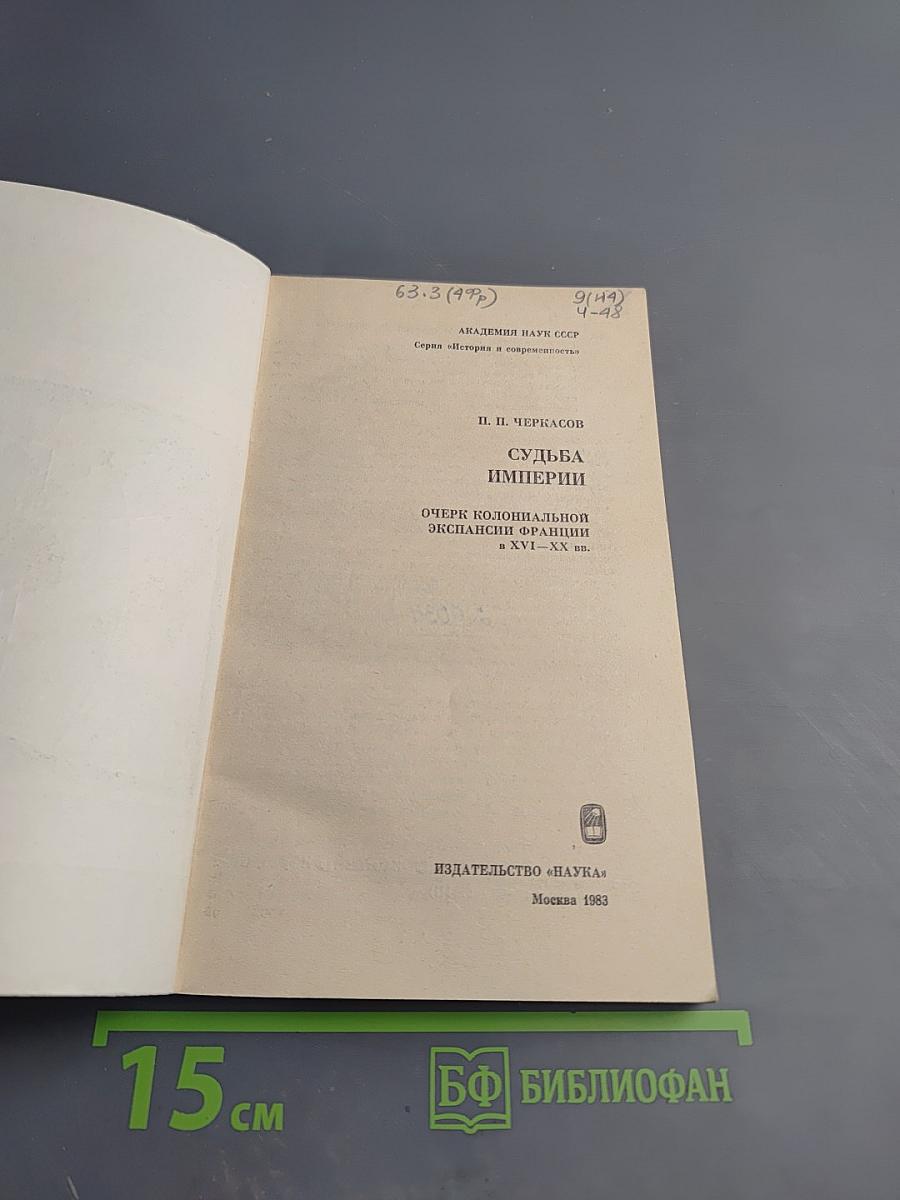 63.3(4Фр)
9(И4)
Ч-48
АКАДЕМИЯ НАУК СССР
Серия «История и современность»
П. П. ЧЕРКАСОВ
СУДЬБА
ИМПЕРИИ
ОЧЕРК КОЛОНИАЛЬНОЙ
ЭКСПАНСИИ ФРАНЦИИ
в XVI—XX вв.
ИЗДАТЕЛЬСТВО «НАУКА»
Москва 1983
15 см
БФ БИБЛИОФАН